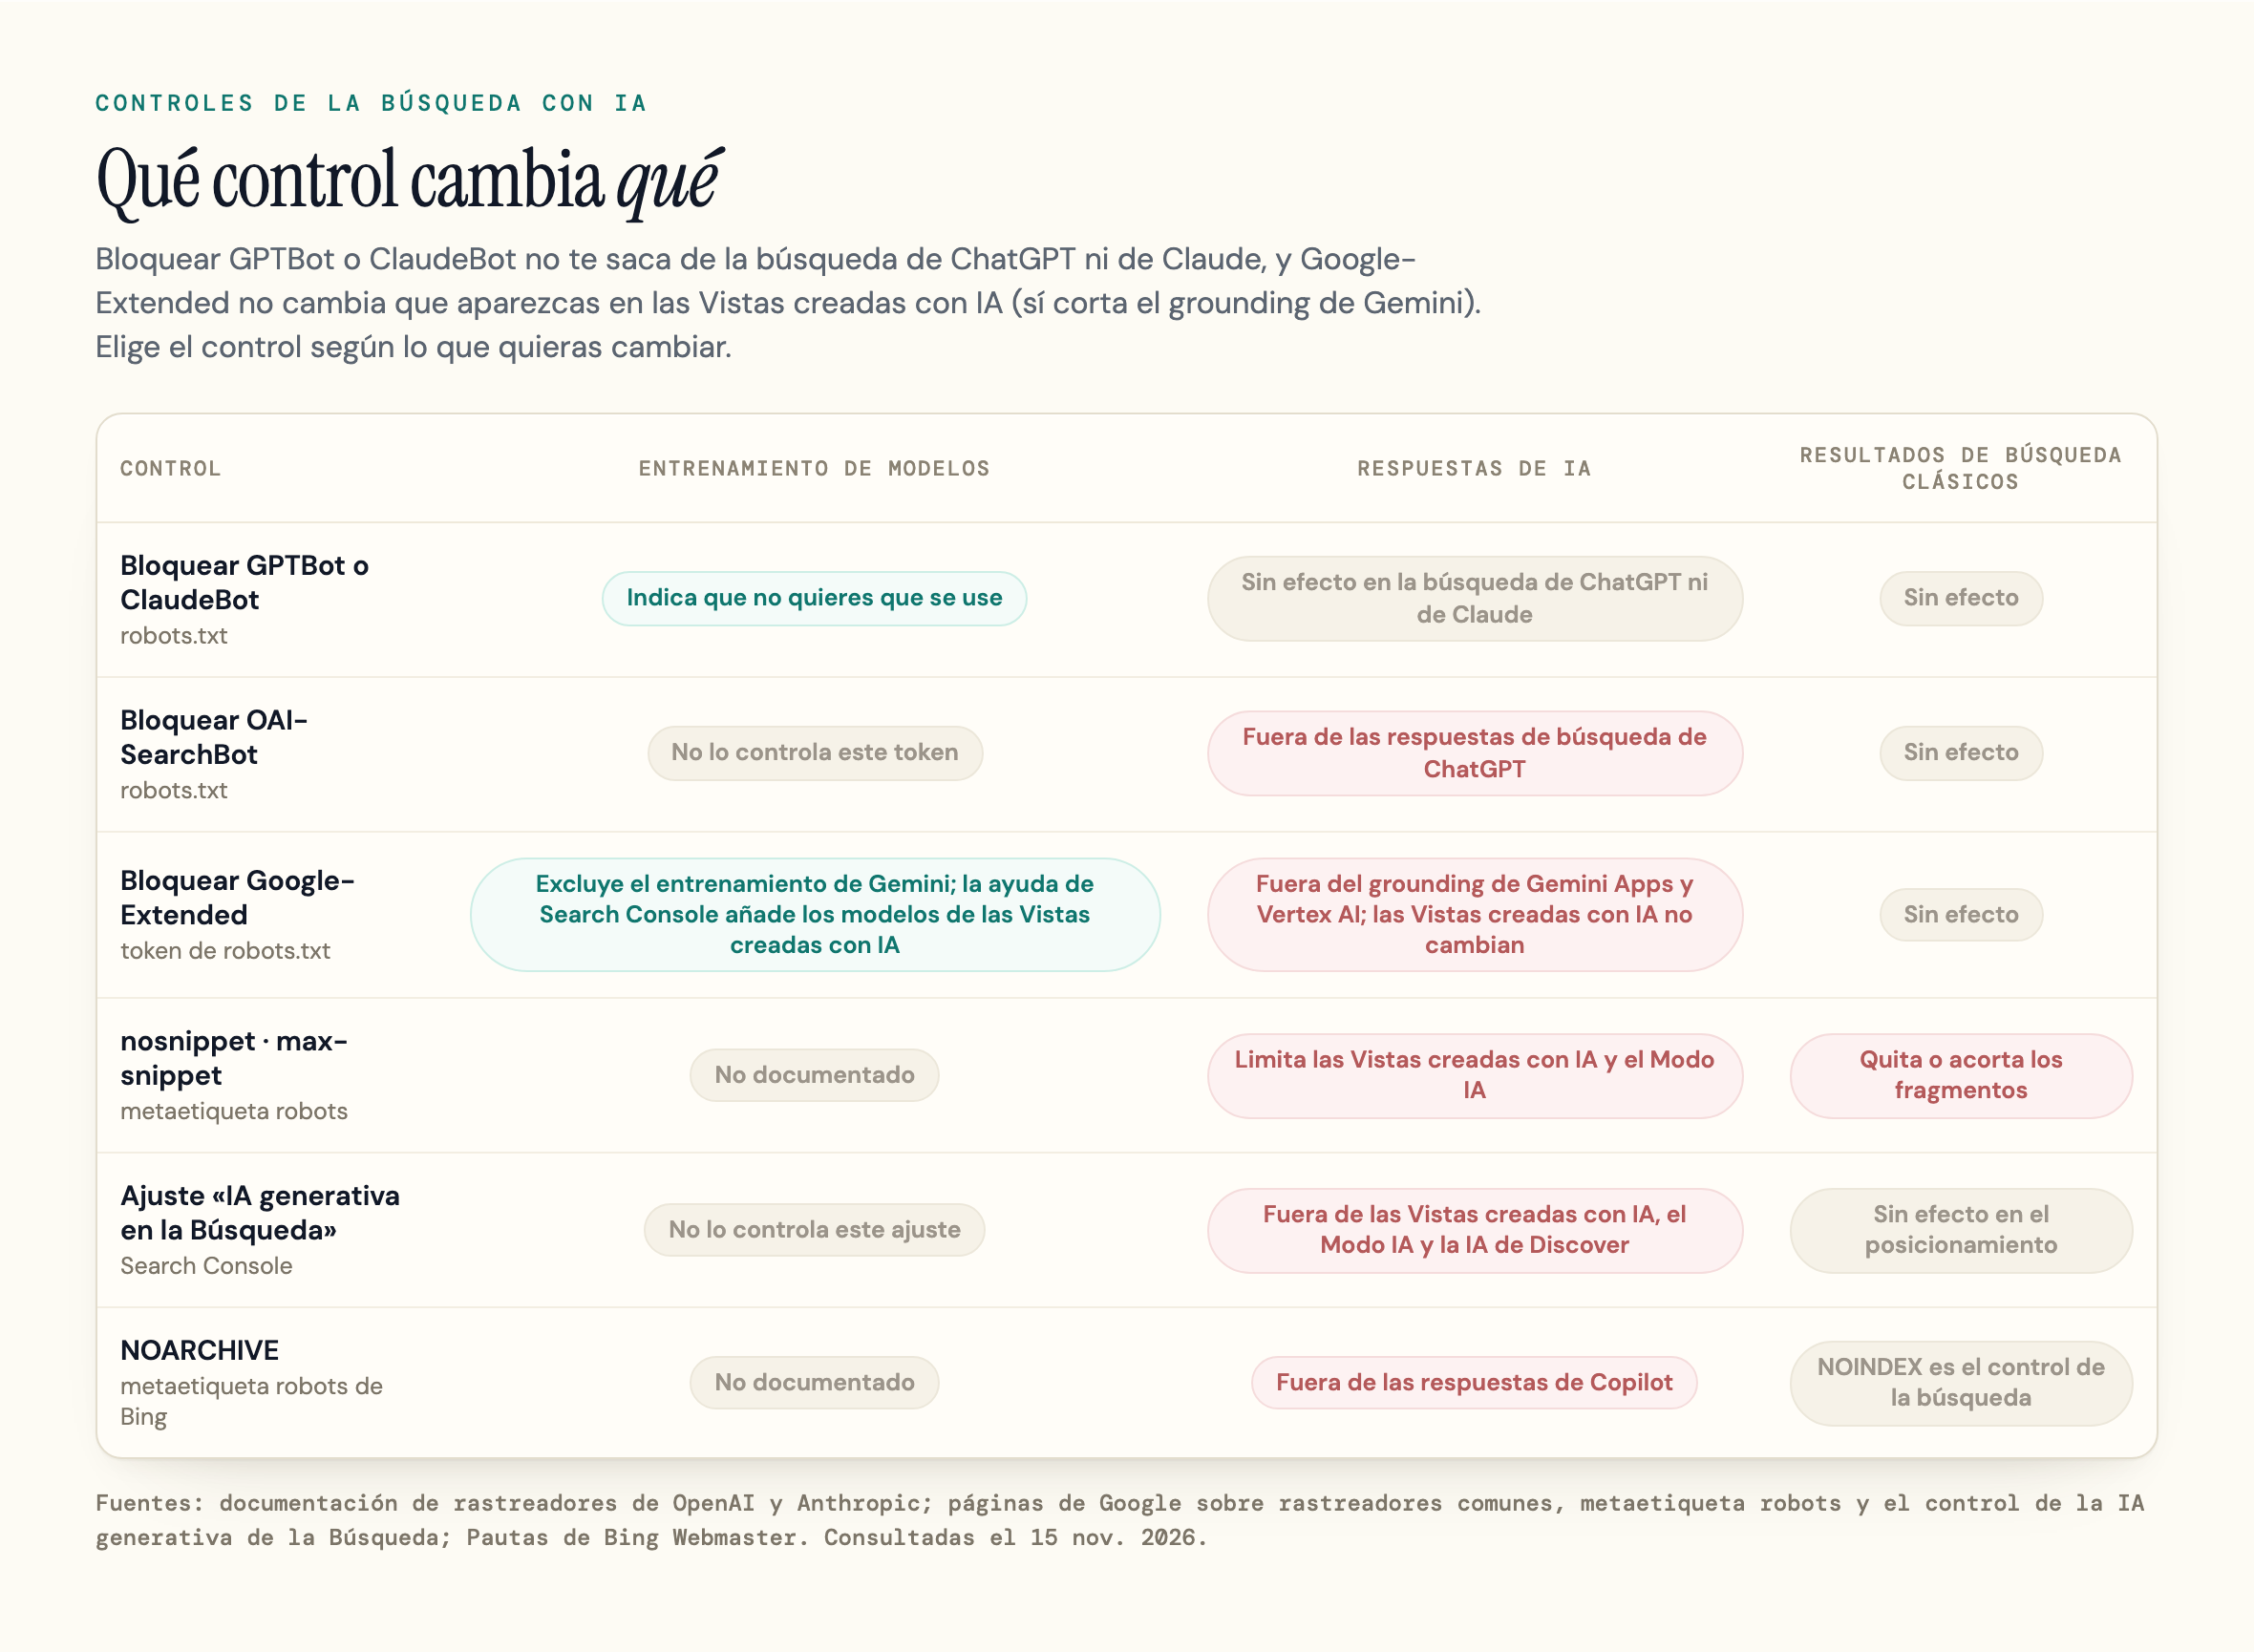 CONTROLES DE LA BÚSQUEDA CON IA
Qué control cambia qué
Bloquear GPTBot o ClaudeBot no te saca de la búsqueda de ChatGPT ni de Claude, y Google-
Extended no cambia que aparezcas en las Vistas creadas con IA (sí corta el grounding de Gemini).
Elige el control según lo que quieras cambiar.
CONTROL
ENTRENAMIENTO DE MODELOS
RESPUESTAS DE IA
RESULTADOS DE BÚSQUEDA
CLÁSICOS
Bloquear GPTBot o
ClaudeBot
robots.txt
Indica que no quieres que se use
Sin efecto en la búsqueda de ChatGPT ni
de Claude
Sin efecto
Bloquear OAI-
SearchBot
robots.txt
No lo controla este token
Fuera de las respuestas de búsqueda de
ChatGPT
Sin efecto
Bloquear Google-
Extended
token de robots.txt
Excluye el entrenamiento de Gemini; la ayuda de
Search Console añade los modelos de las Vistas
creadas con IA
Fuera del grounding de Gemini Apps y
Vertex AI; las Vistas creadas con IA no
cambian
Sin efecto
nosnippet · max-
snippet
metaetiqueta robots
No documentado
Limita las Vistas creadas con IA y el Modo
IA
Quita o acorta los
fragmentos
Ajuste «IA generativa
en la Búsqueda»
Search Console
No lo controla este ajuste
Fuera de las Vistas creadas con IA, el
Modo IA y la IA de Discover
Sin efecto en el
posicionamiento
NOARCHIVE
metaetiqueta robots de
Bing
No documentado
Fuera de las respuestas de Copilot
NOINDEX es el control de
la búsqueda
Fuentes: documentación de rastreadores de OpenAI y Anthropic; páginas de Google sobre rastreadores comunes, metaetiqueta robots y el control de la IA
generativa de la Búsqueda; Pautas de Bing Webmaster. Consultadas el 15 nov. 2026.